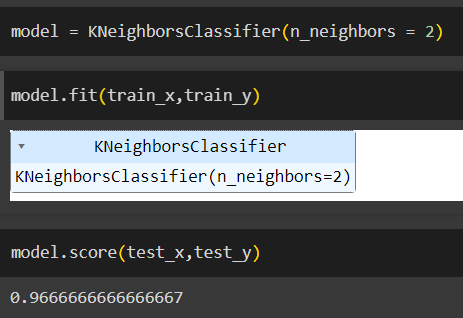 model = KNeighborsClassifier(n_neighbors = 2)
model.fit(train_x,train_y)
KNeighborsClassifier
KNeighborsClassifier(n_neighbors=2)
model.score(test_x,test_y)
0.9666666666666667